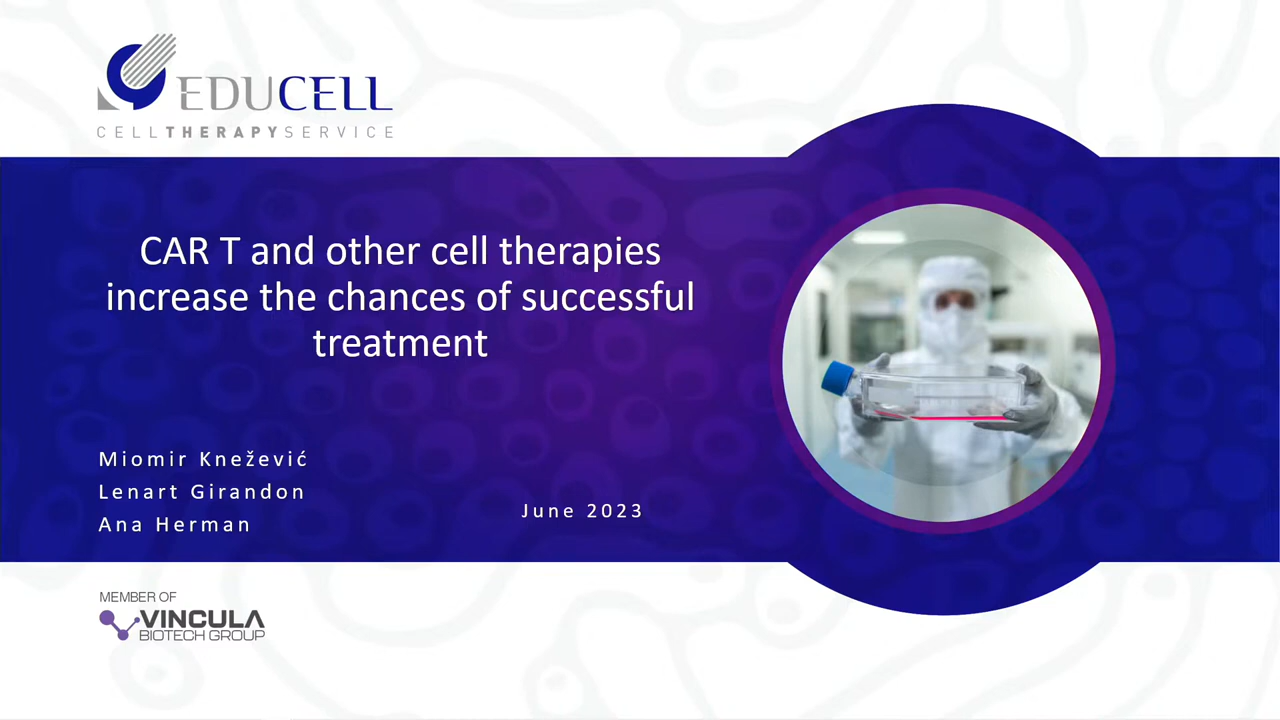 EDUCELL
CELLTHERAPYSERVICE
CAR T and other cell therapies
increase the chances of successful
treatment
Miomir Knežević
Lenart Girandon
Ana Herman
June 2023
MEMBER OF
VINCULA
BIOTECH GROUP